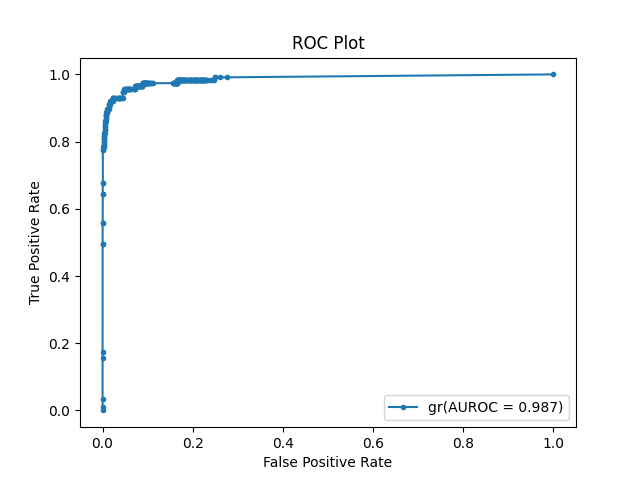 ROC Plot
1.0
0.8
0.6
0.4
0.2
0.0
True Positive Rate
gr(AUROC = 0.987)
0.0 0.2 0.4 0.6 0.8 1.0
False Positive Rate